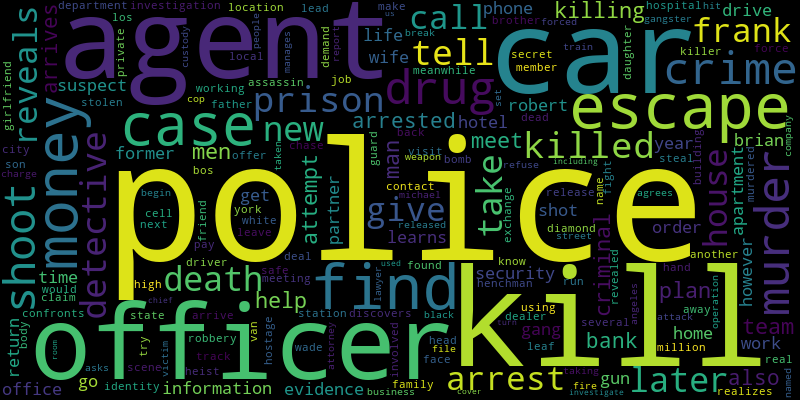 department investigation
los
location
lead
make
us
phone
killing
hospital
hit
brother
forced
gangster
drive
agent
private
people
custody
call
car
frank
arrives
girlfriend
reveals
manages
local
demand
report
life
break
tell
secret
member
train
daughter
killer
force
crime
wife
meanwhile
assassin
suspect
stolen
working
job
drug
set
robert
dead
escape
prison
cop
father
city
son
charge
money
detective
case
new
chase
arrested
hotel
back
visit
meet
killed
year
steal
brian
company
former
men
offer
bos
taken
guard
man
weapon
bomb
refuse
including
building
murdered
apartment
house
murder
shoot
begin
cell
next
friend
get
york
white
leave
pay
attempt
partner
contact
michael
give
released
learns
take
exchange
shot
diamond
street
release
name
fight
agrees
criminal
order
however
police
time
would
claim
confronts
driver
high
death
deal
safe
meeting
find
lawyer
used
found
know
security
henchman
run
revealed
another
hand
plan
operation
angeles
away
attack
team
return
body
officer
room
chief
try
state
arrive
robbery
track
scene
heist
victim
help
van
hostage
station
discovers
black
wade
attorney
involved
head
file
face
turn
dealer
gang
leaf
kill
using
several
bank
home
million
work
real
office
asks
go
identity
information
evidence
family
business
cover
arrest
gun
taking
fire
investigate
later
also
realizes
named